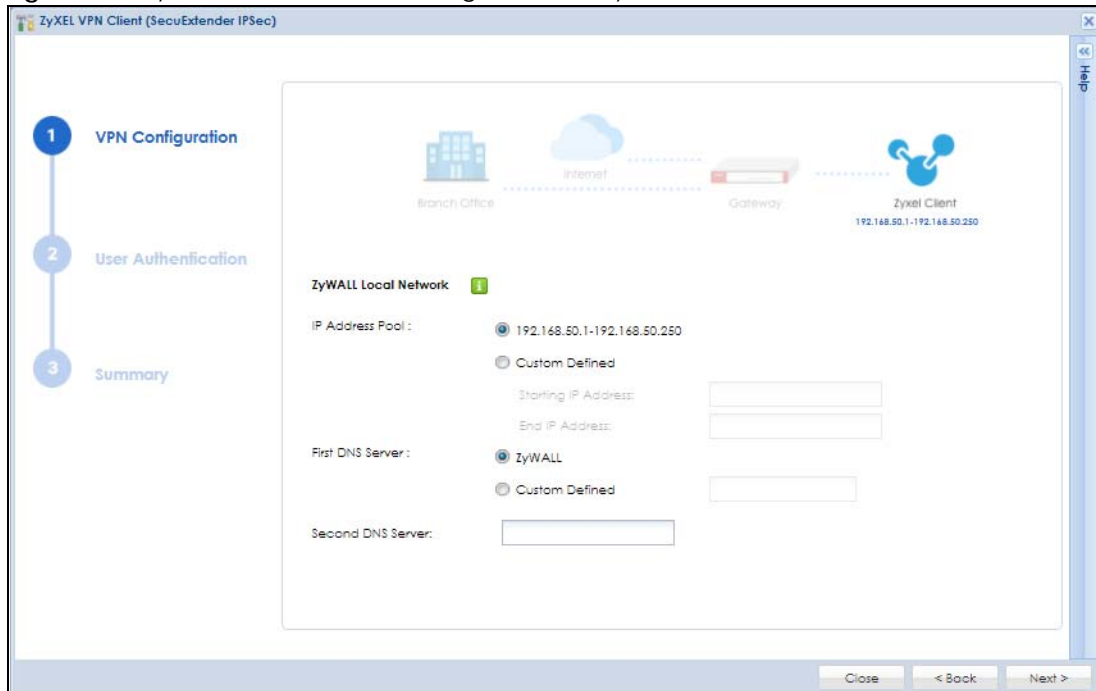 ZyXEL VPN Client (SecuExtender IPSec)
Help
1 VPN Configuration
2 User Authentication
3 Summary
Branch Office
Internet
Gateway
Zyxel Client
192.168.50.1-192.168.50.250
ZyWALL Local Network
IP Address Pool :
192.168.50.1-192.168.50.250
Custom Defined
Starting IP Address:
End IP Address:
First DNS Server :
ZyWALL
Custom Defined
Second DNS Server:
Close
< Back
Next >